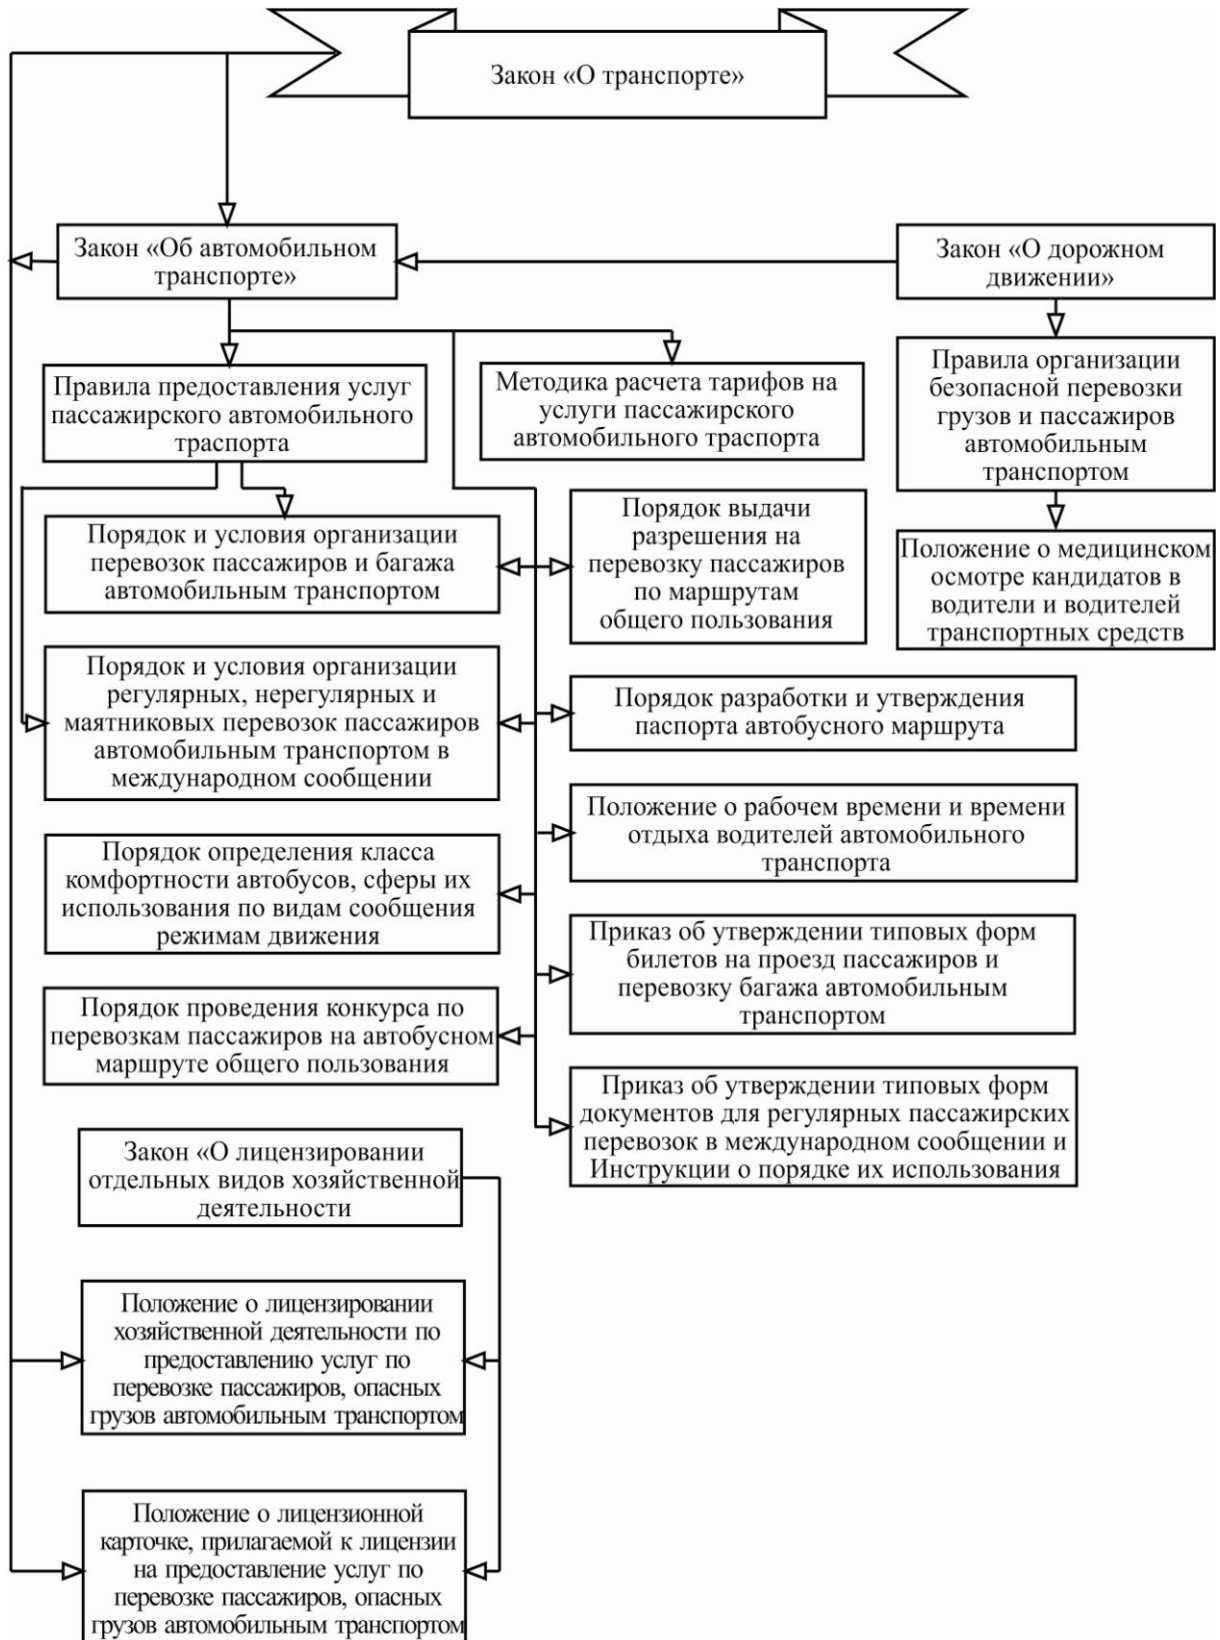 Закон «О транспорте»
Закон «Об автомобильном
транспорте»
Закон «О дорожном
движении»
Правила предоставления услуг
пассажирского автомобильного
траспорта
Методика расчета тарифов на
услуги пассажирского
автомобильного траспорта
Правила организации
безопасной перевозки
грузов и пассажиров
автомобильным
транспортом
Порядок и условия организации
перевозок пассажиров и багажа
автомобильным транспортом
Порядок выдачи
разрешения на
перевозку пассажиров
по маршрутам
общего пользования
Положение о медицинском
осмотре кандидатов в
водители и водителей
транспортных средств
Порядок и условия организации
регулярных, нерегулярных и
маятниковых перевозок пассажиров
автомобильным транспортом в
международном сообщении
Порядок разработки и утверждения
паспорта автобусного маршрута
Положение о рабочем времени и времени
отдыха водителей автомобильного
транспорта
Порядок определения класса
комфортности автобусов, сферы их
использования по видам сообщения
режимам движения
Приказ об утверждении типовых форм
билетов на проезд пассажиров и
перевозку багажа автомобильным
транспортом
Порядок проведения конкурса по
перевозкам пассажиров на автобусном
маршруте общего пользования
Приказ об утверждении типовых форм
документов для регулярных пассажирских
перевозок в международном сообщении и
Инструкции о порядке их использования
Закон «О лицензировании
отдельных видов хозяйственной
деятельности
Положение о лицензировании
хозяйственной деятельности по
предоставлению услуг по
перевозке пассажиров, опасных
грузов автомобильным транспортом
Положение о лицензионной
карточке, прилагаемой к лицензии
на предоставление услуг по
перевозке пассажиров, опасных
грузов автомобильным транспортом